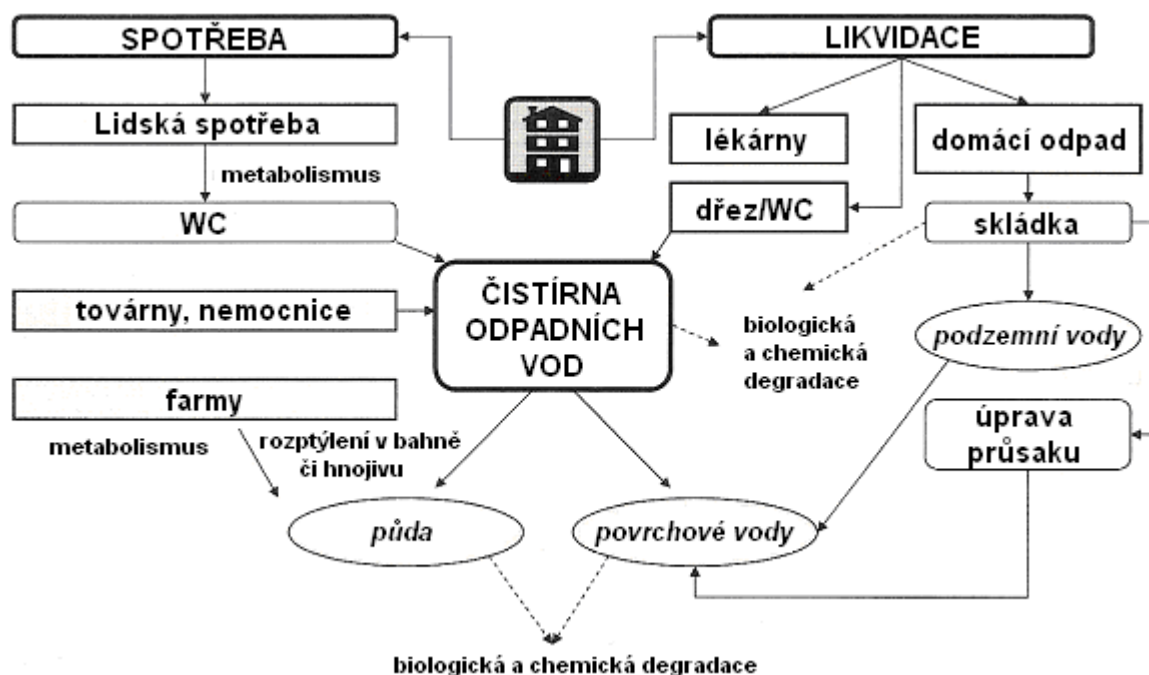 SPOTŘEBA
LIKVIDACE
Lidská spotřeba
lékárny
domácí odpad
metabolismus
WC
dřez/WC
skládka
ČISTÍRNA
ODPADNÍCH
VOD
továrny, nemocnice
biologická
a chemická
degradace
podzemní vody
farmy
úprava
průsaku
metabolismus
rozptýlení v bahně
či hnojivu
půda
povrchové vody
biologická a chemická degradace